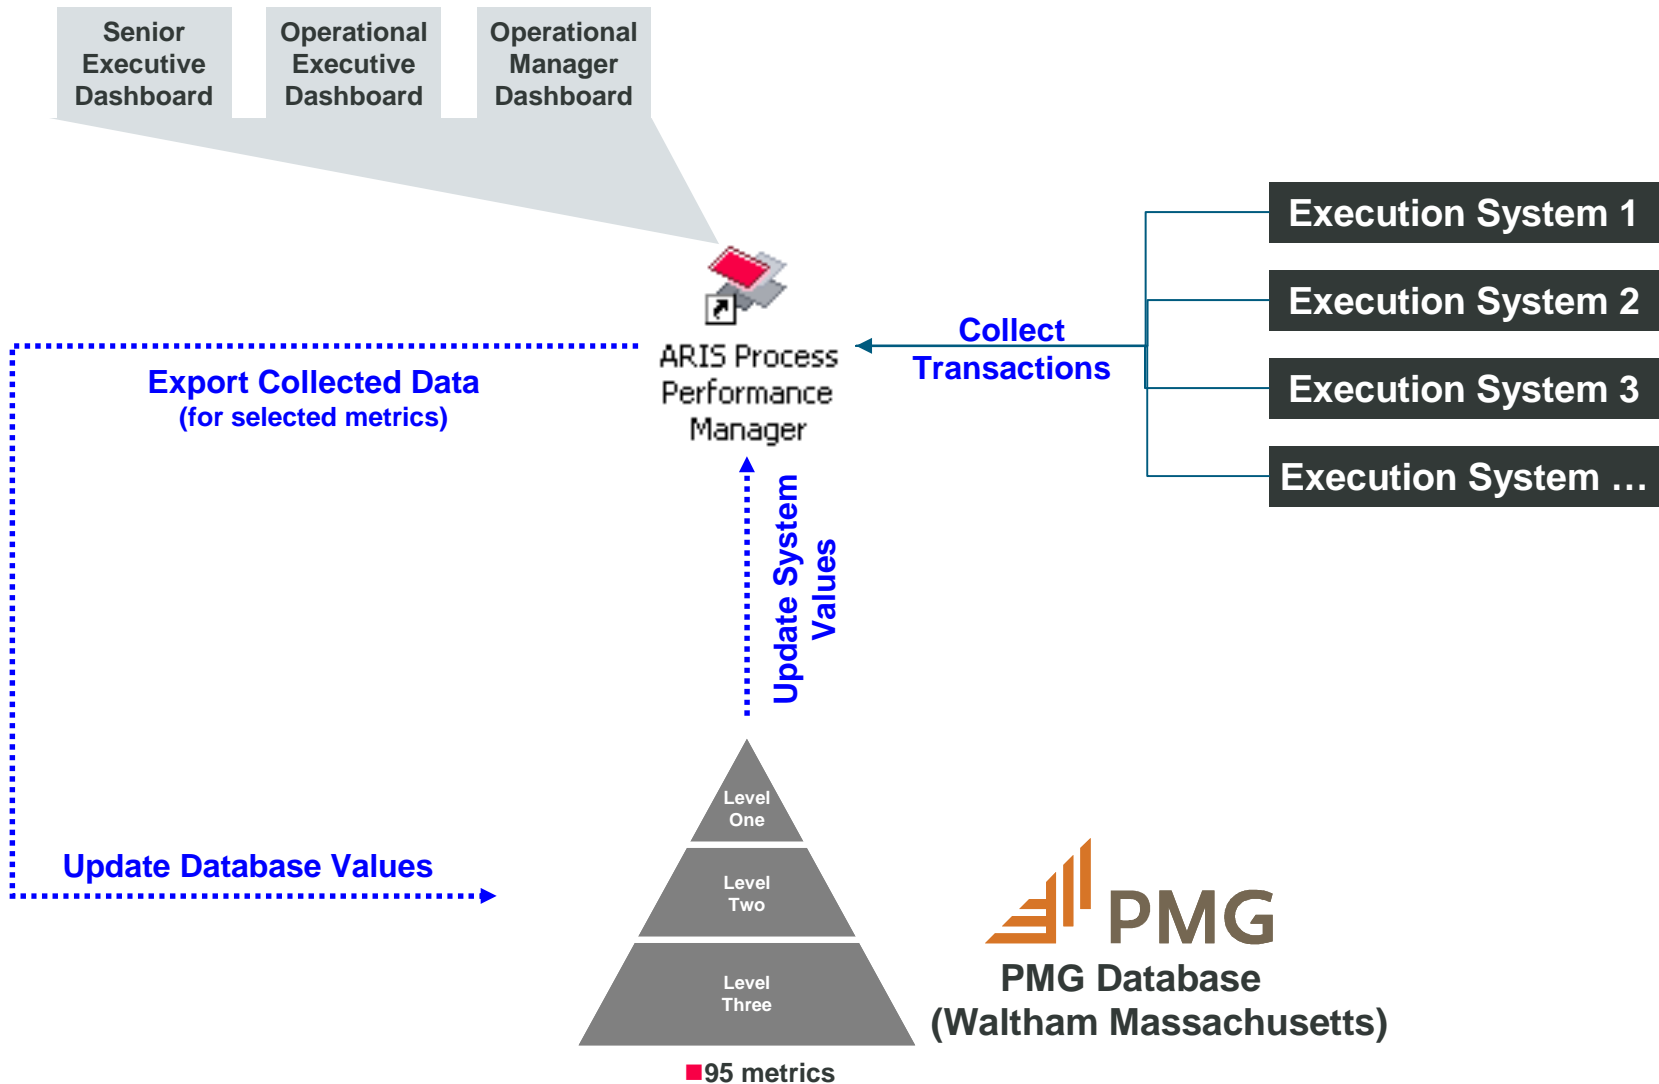 Senior
Executive
Dashboard
Operational
Executive
Dashboard
Operational
Manager
Dashboard
Execution System 1
Execution System 2
Execution System 3
Execution System …
Collect
Transactions
ARIS Process
Performance
Manager
Export Collected Data
(for selected metrics)
Update System
Values
Update Database Values
Level
One
Level
Two
Level
Three
95 metrics
PMG
PMG Database
(Waltham Massachusetts)